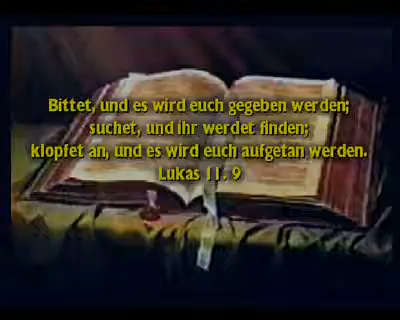 Bittet, und es wird euch gegeben werden;
suchet, und ihr werdet finden;
klopfet an, und es wird euch aufgetan werden.
Lukas 11. 9